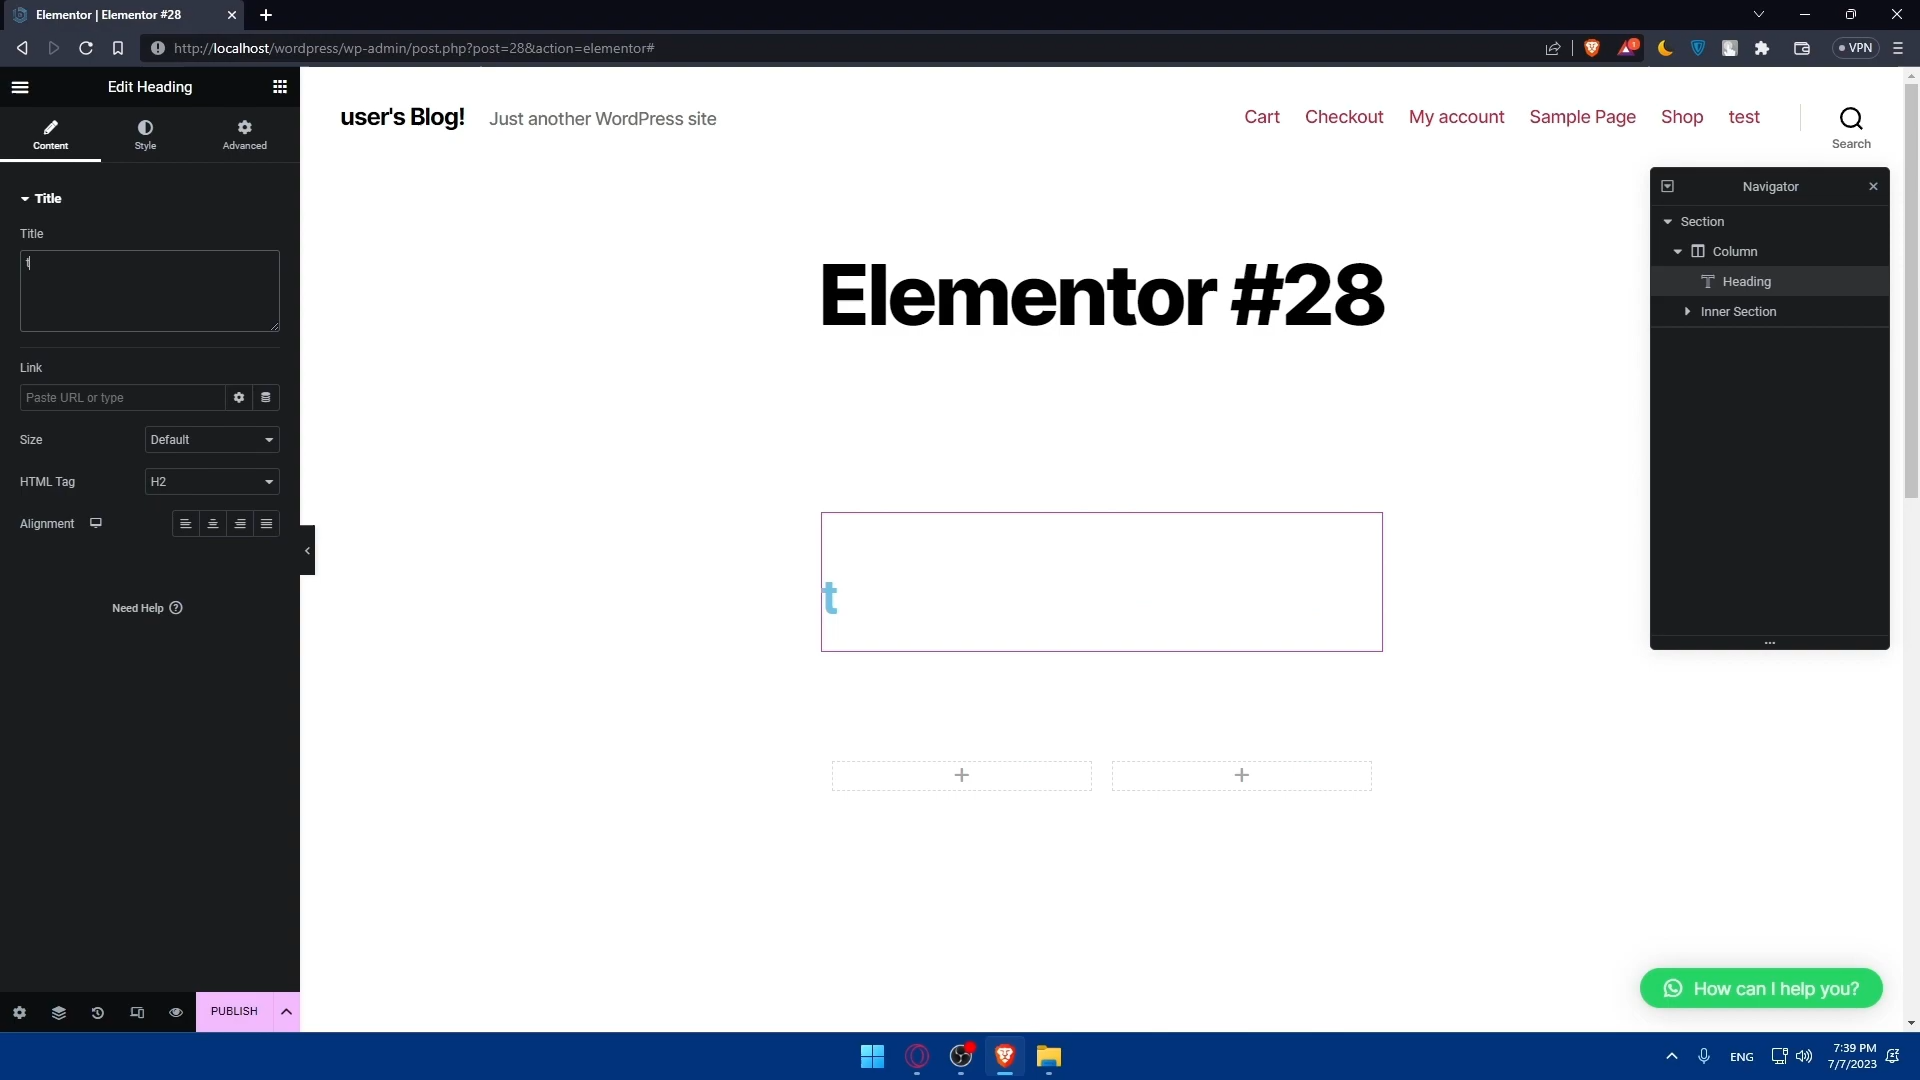 Elementor | Elementor #28
http://localhost/wordpress/wp-admin/post.php?post=28&action=elementor#
1
VPN
Edit Heading
Content
Style
Advanced
Title
Title
t
Link
Paste URL or type
Size
Default
HTML Tag
H2
Alignment
Need Help ?
PUBLISH
user's Blog!
Just another WordPress site
Cart
Checkout
My account
Sample Page
Shop
test
Search
Elementor #28
t
Navigator
Section
Column
Heading
Inner Section
How can I help you?
ENG
7:39 PM
7/7/2023